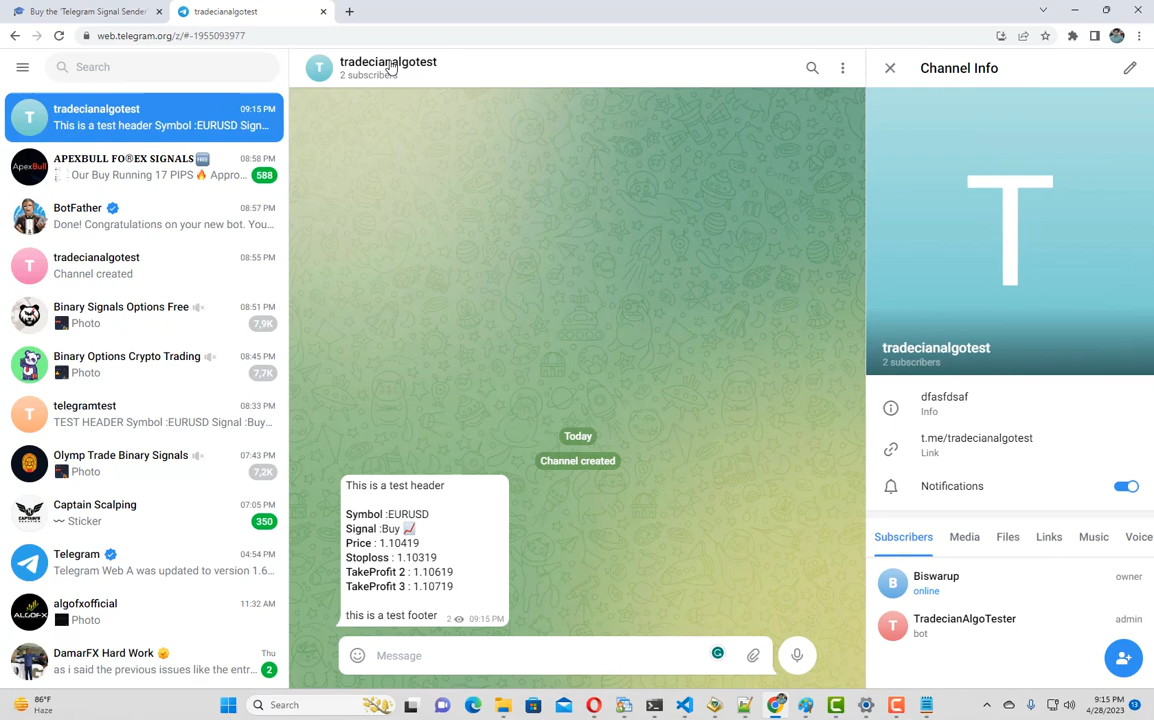 Buy the 'Telegram Signal Sender'
tradecianalgotest
web.telegram.org/z/#-1955093977
Search
tradecianalgotest
09:15 PM
This is a test header Symbol :EURUSD Sign...
ApexBull
APEXBULL FO®EX SIGNALS FREE
08:58 PM
Our Buy Running 17 PIPS 🔥 Appro...
588
BotFather
08:57 PM
Done! Congratulations on your new bot. You...
T
tradecianalgotest
08:55 PM
Channel created
Binary Signals Options Free
08:51 PM
Photo
7,9K
Binary Options Crypto Trading
08:45 PM
Photo
7,7K
T
telegramtest
08:33 PM
TEST HEADER Symbol :EURUSD Signal :Buy...
Olymp Trade Binary Signals
07:43 PM
Photo
7,2K
Captain Scalping
07:05 PM
Sticker
350
Telegram
04:54 PM
Telegram Web A was updated to version 1.6...
ALGOFX
algofxofficial
11:32 AM
Photo
DamarFX Hard Work
Thu
as i said the previous issues like the entr...
2
T
tradecianalgotest
2 subscribers
Today
Channel created
This is a test header
Symbol :EURUSD
Signal :Buy 📈
Price : 1.10419
Stoploss : 1.10319
TakeProfit 2 : 1.10619
TakeProfit 3 : 1.10719
this is a test footer
2 09:15 PM
Message
Channel Info
T
tradecianalgotest
2 subscribers
dfasfdsaf
Info
t.me/tradecianalgotest
Link
Notifications
Subscribers Media Files Links Music Voice
B
Biswarup
owner
online
T
TradecianAlgoTester
admin
bot
86°F
Haze
Search
9:15 PM
4/28/2023
13